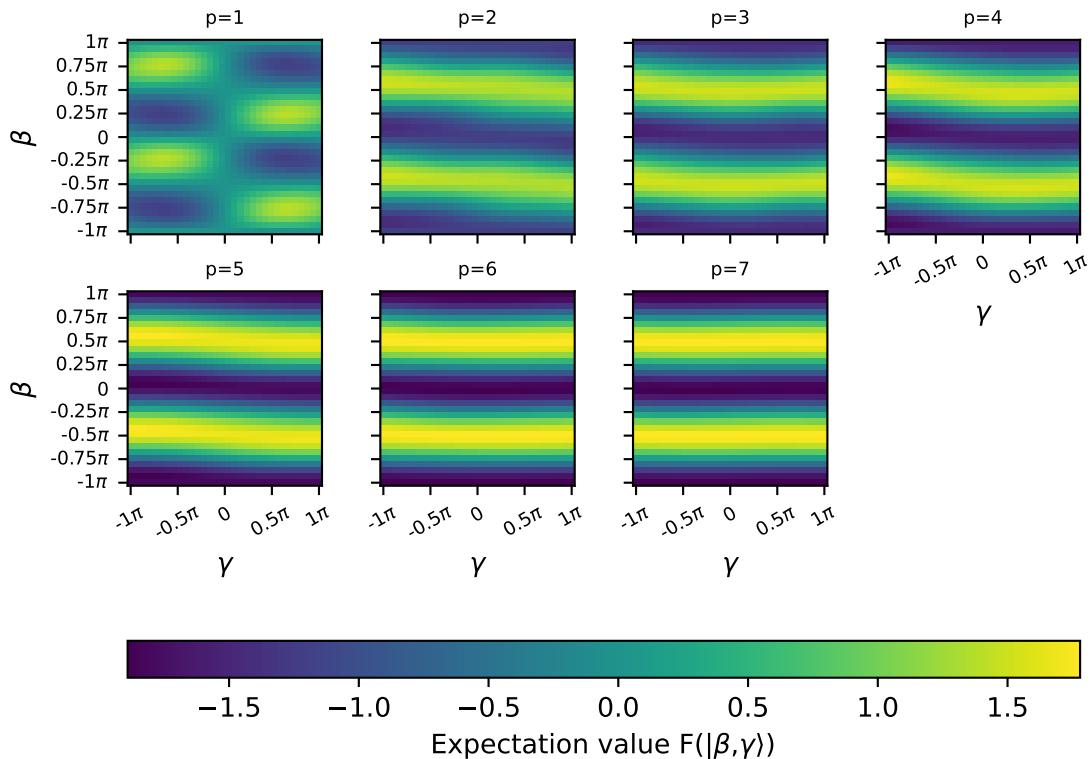 p=1 p=2 p=3 p=4
β
1π
0.75π
0.5π
0.25π
0
-0.25π
-0.5π
-0.75π
-1π
-1π -0.5π 0 0.5π 1π
γ
p=5 p=6 p=7
β
1π
0.75π
0.5π
0.25π
0
-0.25π
-0.5π
-0.75π
-1π
-1π -0.5π 0 0.5π 1π -1π -0.5π 0 0.5π 1π -1π -0.5π 0 0.5π 1π
γ γ γ
−1.5 −1.0 −0.5 0.0 0.5 1.0 1.5
Expectation value F(|β,γ⟩)